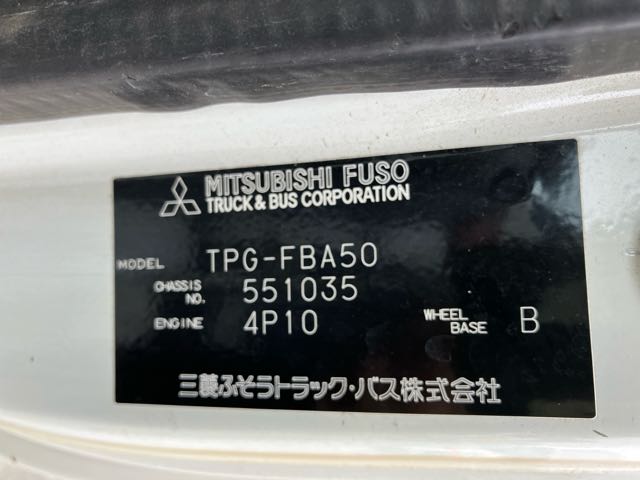 MITSUBISHI FUSO
TRUCK & BUS CORPORATION
MODEL TPG-FBA50
CHASSIS NO. 551035
ENGINE 4P10 WHEEL BASE B
三菱ふそうトラック・バス株式会社